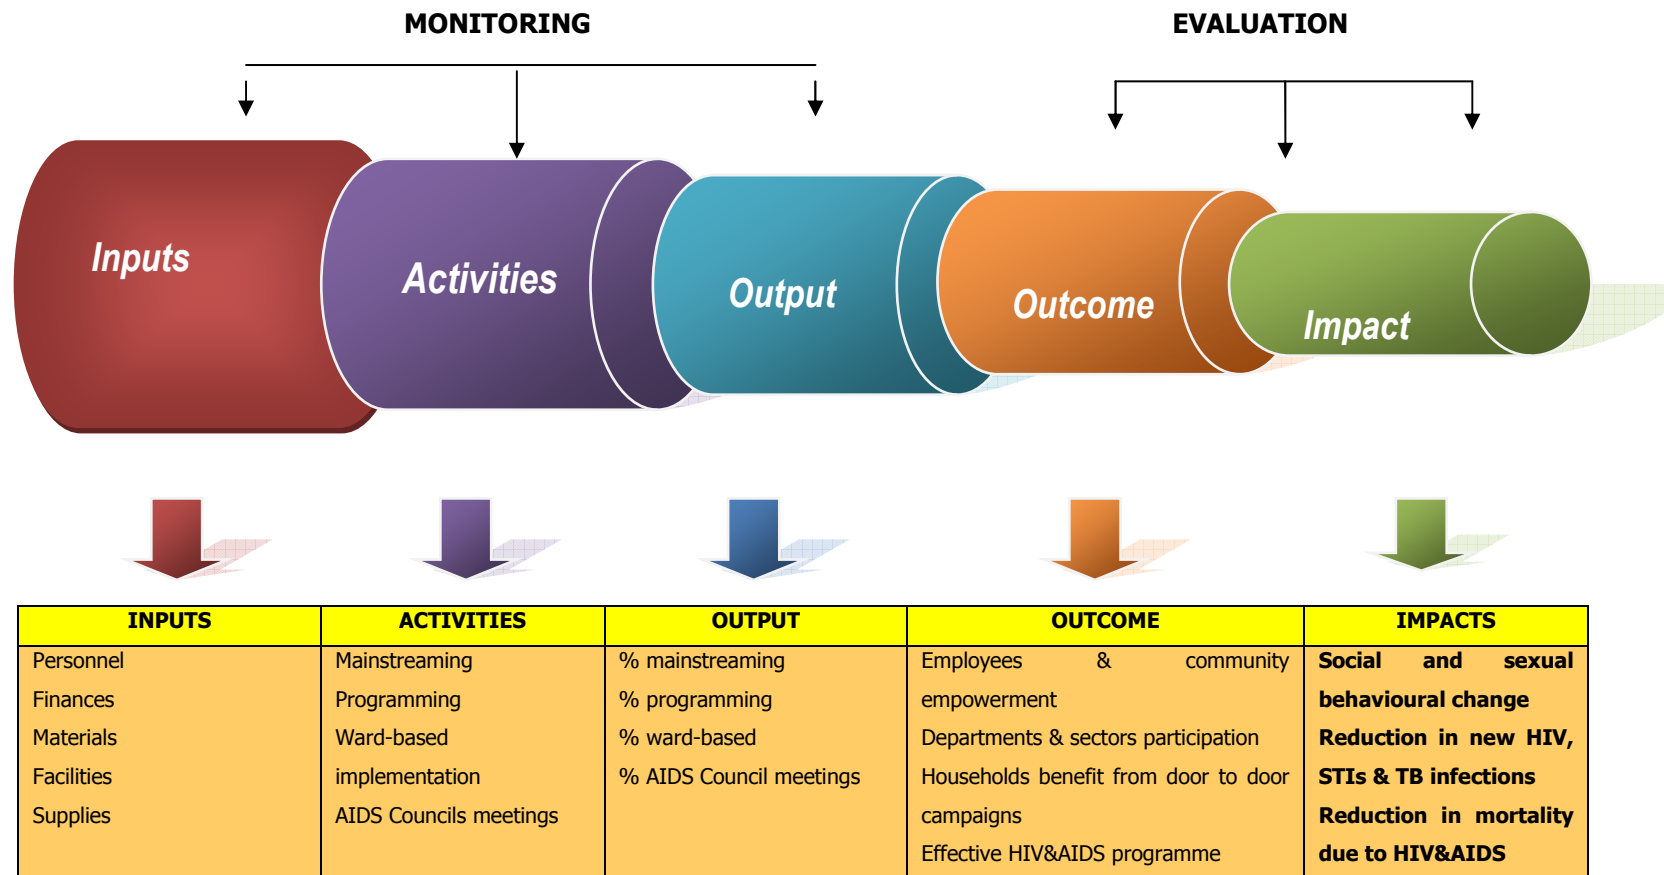 MONITORING
EVALUATION
Inputs
Activities
Output
Outcome
Impact
INPUTS
Personnel
Finances
Materials
Facilities
Supplies
ACTIVITIES
Mainstreaming
Programming
Ward-based
implementation
AIDS Councils meetings
OUTPUT
% mainstreaming
% programming
% ward-based
% AIDS Council meetings
OUTCOME
Employees & community
empowerment
Departments & sectors participation
Households benefit from door to door
campaigns
Effective HIV&AIDS programme
IMPACTS
Social and sexual
behavioural change
Reduction in new HIV,
STIs & TB infections
Reduction in mortality
due to HIV&AIDS